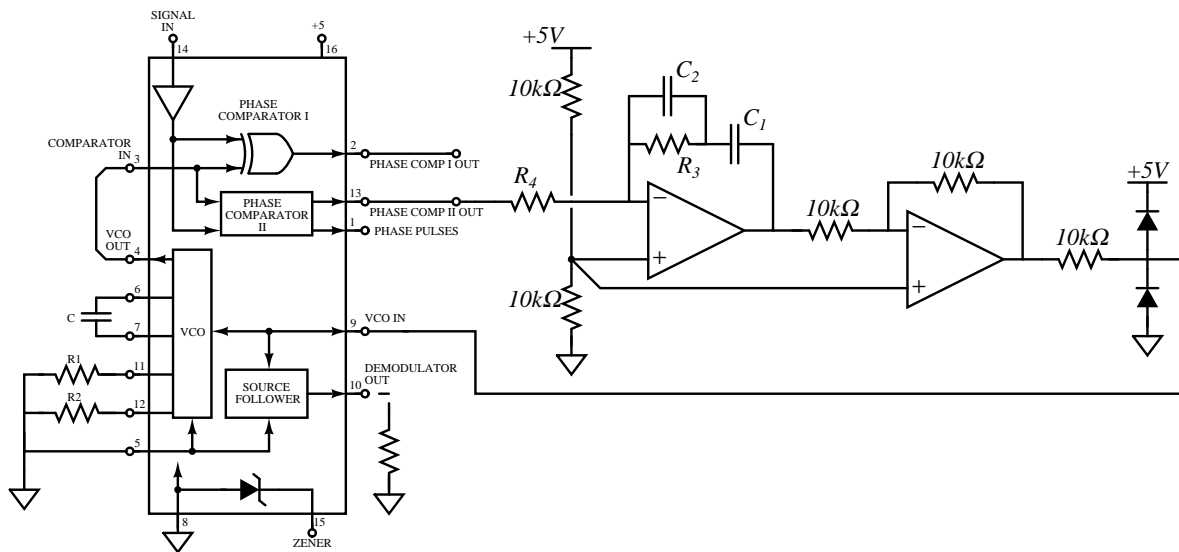 SIGNAL
IN
14
+5
16
PHASE
COMPARATOR I
COMPARATOR
IN
3
2
PHASE COMP I OUT
PHASE
COMPARATOR
II
13
PHASE COMP II OUT
1
PHASE PULSES
VCO
OUT
4
6
C
7
VCO
9
VCO IN
R1
11
R2
12
SOURCE
FOLLOWER
10
DEMODULATOR
OUT
5
8
15
ZENER
+5V
10kΩ
C2
C1
R3
R4
10kΩ
−
+
10kΩ
10kΩ
−
+
10kΩ
+5V